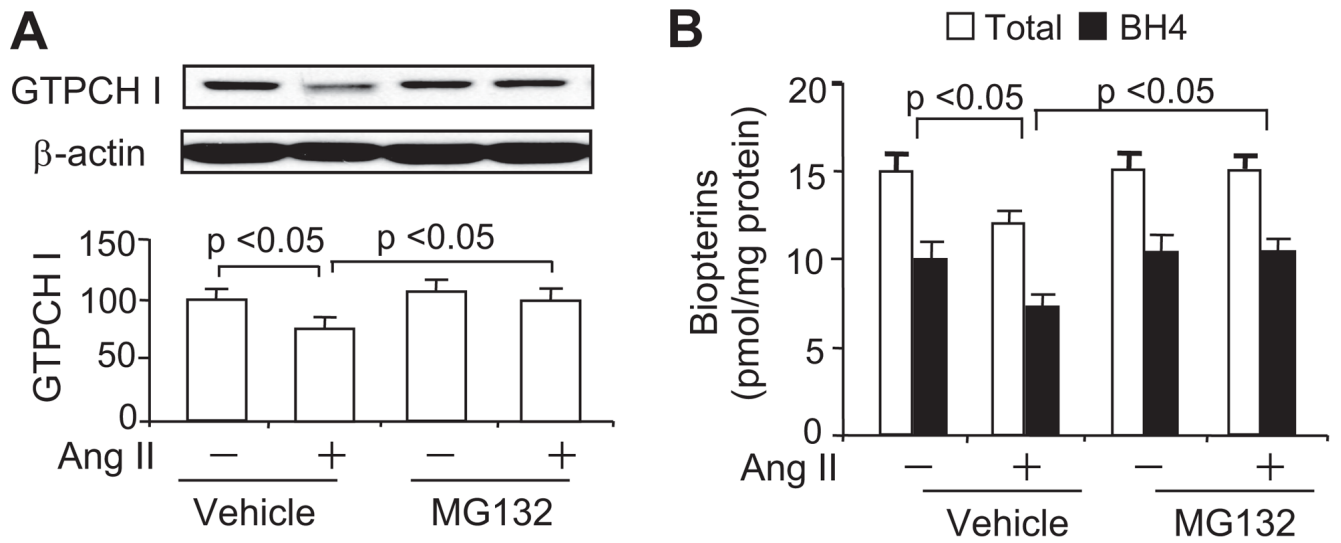 A
GTPCH I
β-actin
GTPCH I
150
100
50
0
p <0.05
p <0.05
Ang II − + − +
Vehicle MG132
B
Total BH4
Biopterins
(pmol/mg protein)
20
15
10
5
0
p <0.05
p <0.05
Ang II − + − +
Vehicle MG132